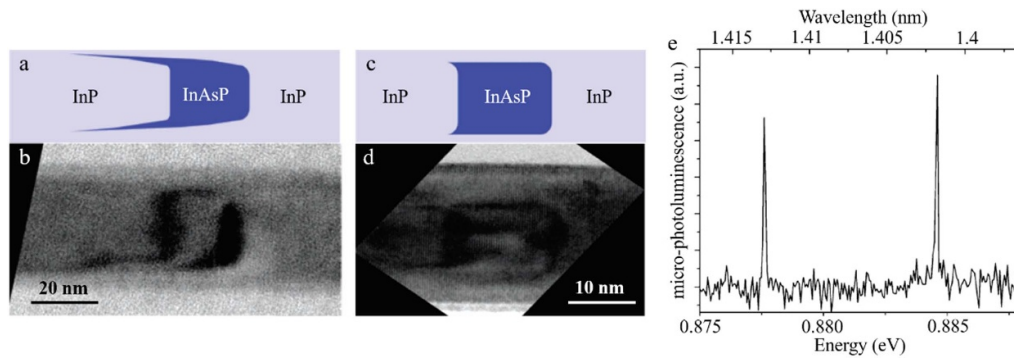 a
InP
InAsP
InP
b
20 nm
c
InP
InAsP
InP
d
10 nm
e
Wavelength (nm)
1.415
1.41
1.405
1.4
micro-photoluminescence (a.u.)
0.875
0.880
0.885
Energy (eV)